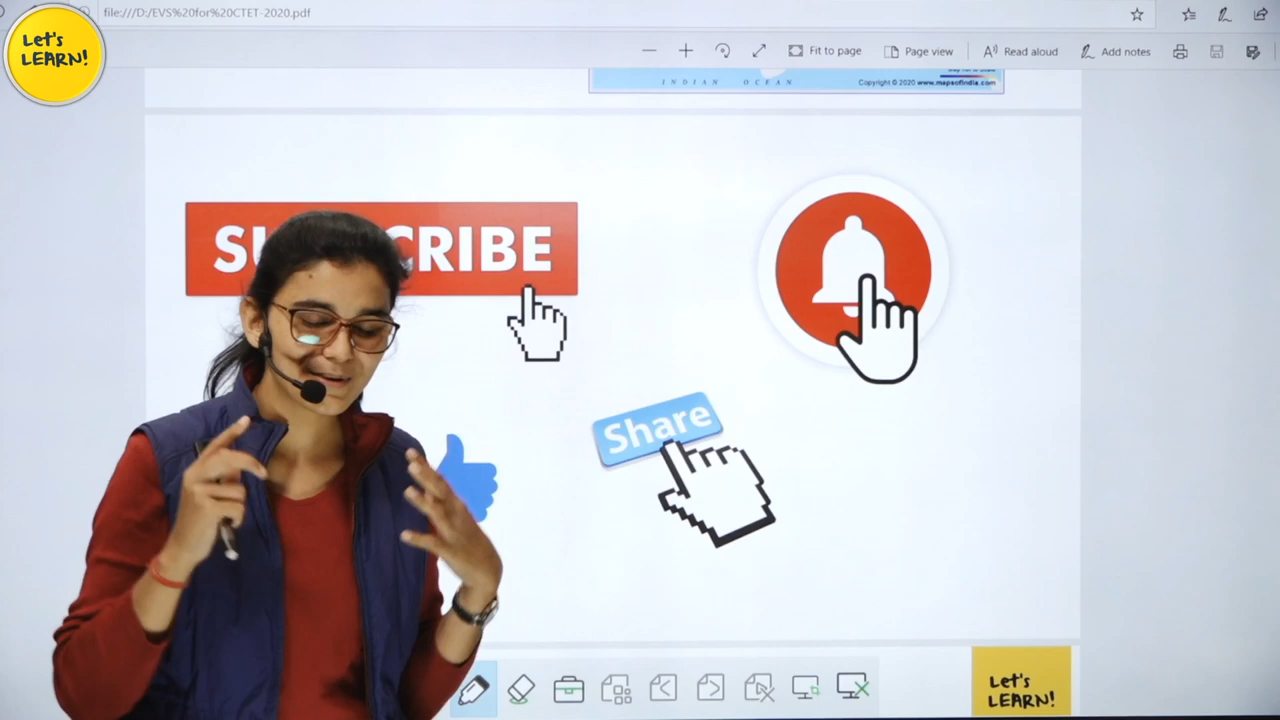 file:///D:/EVS%20for%20CTET-2020.pdf
Let's
LEARN!
Fit to page
Page view
Read aloud
Add notes
INDIAN OCEAN
Copyright © 2020 www.mapsofindia.com
SUBSCRIBE
Share
Let's
LEARN!